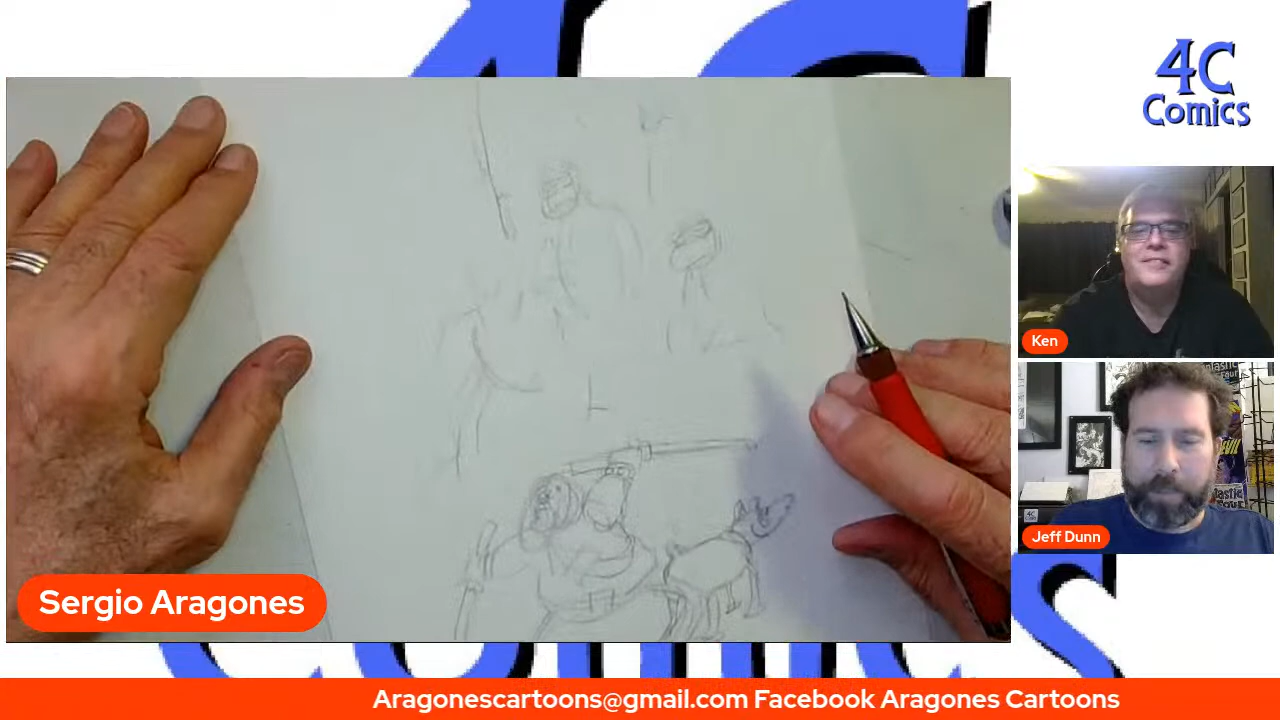 4C
Comics
Ken
Jeff Dunn
Sergio Aragones
Aragonescartoons@gmail.com Facebook Aragones Cartoons